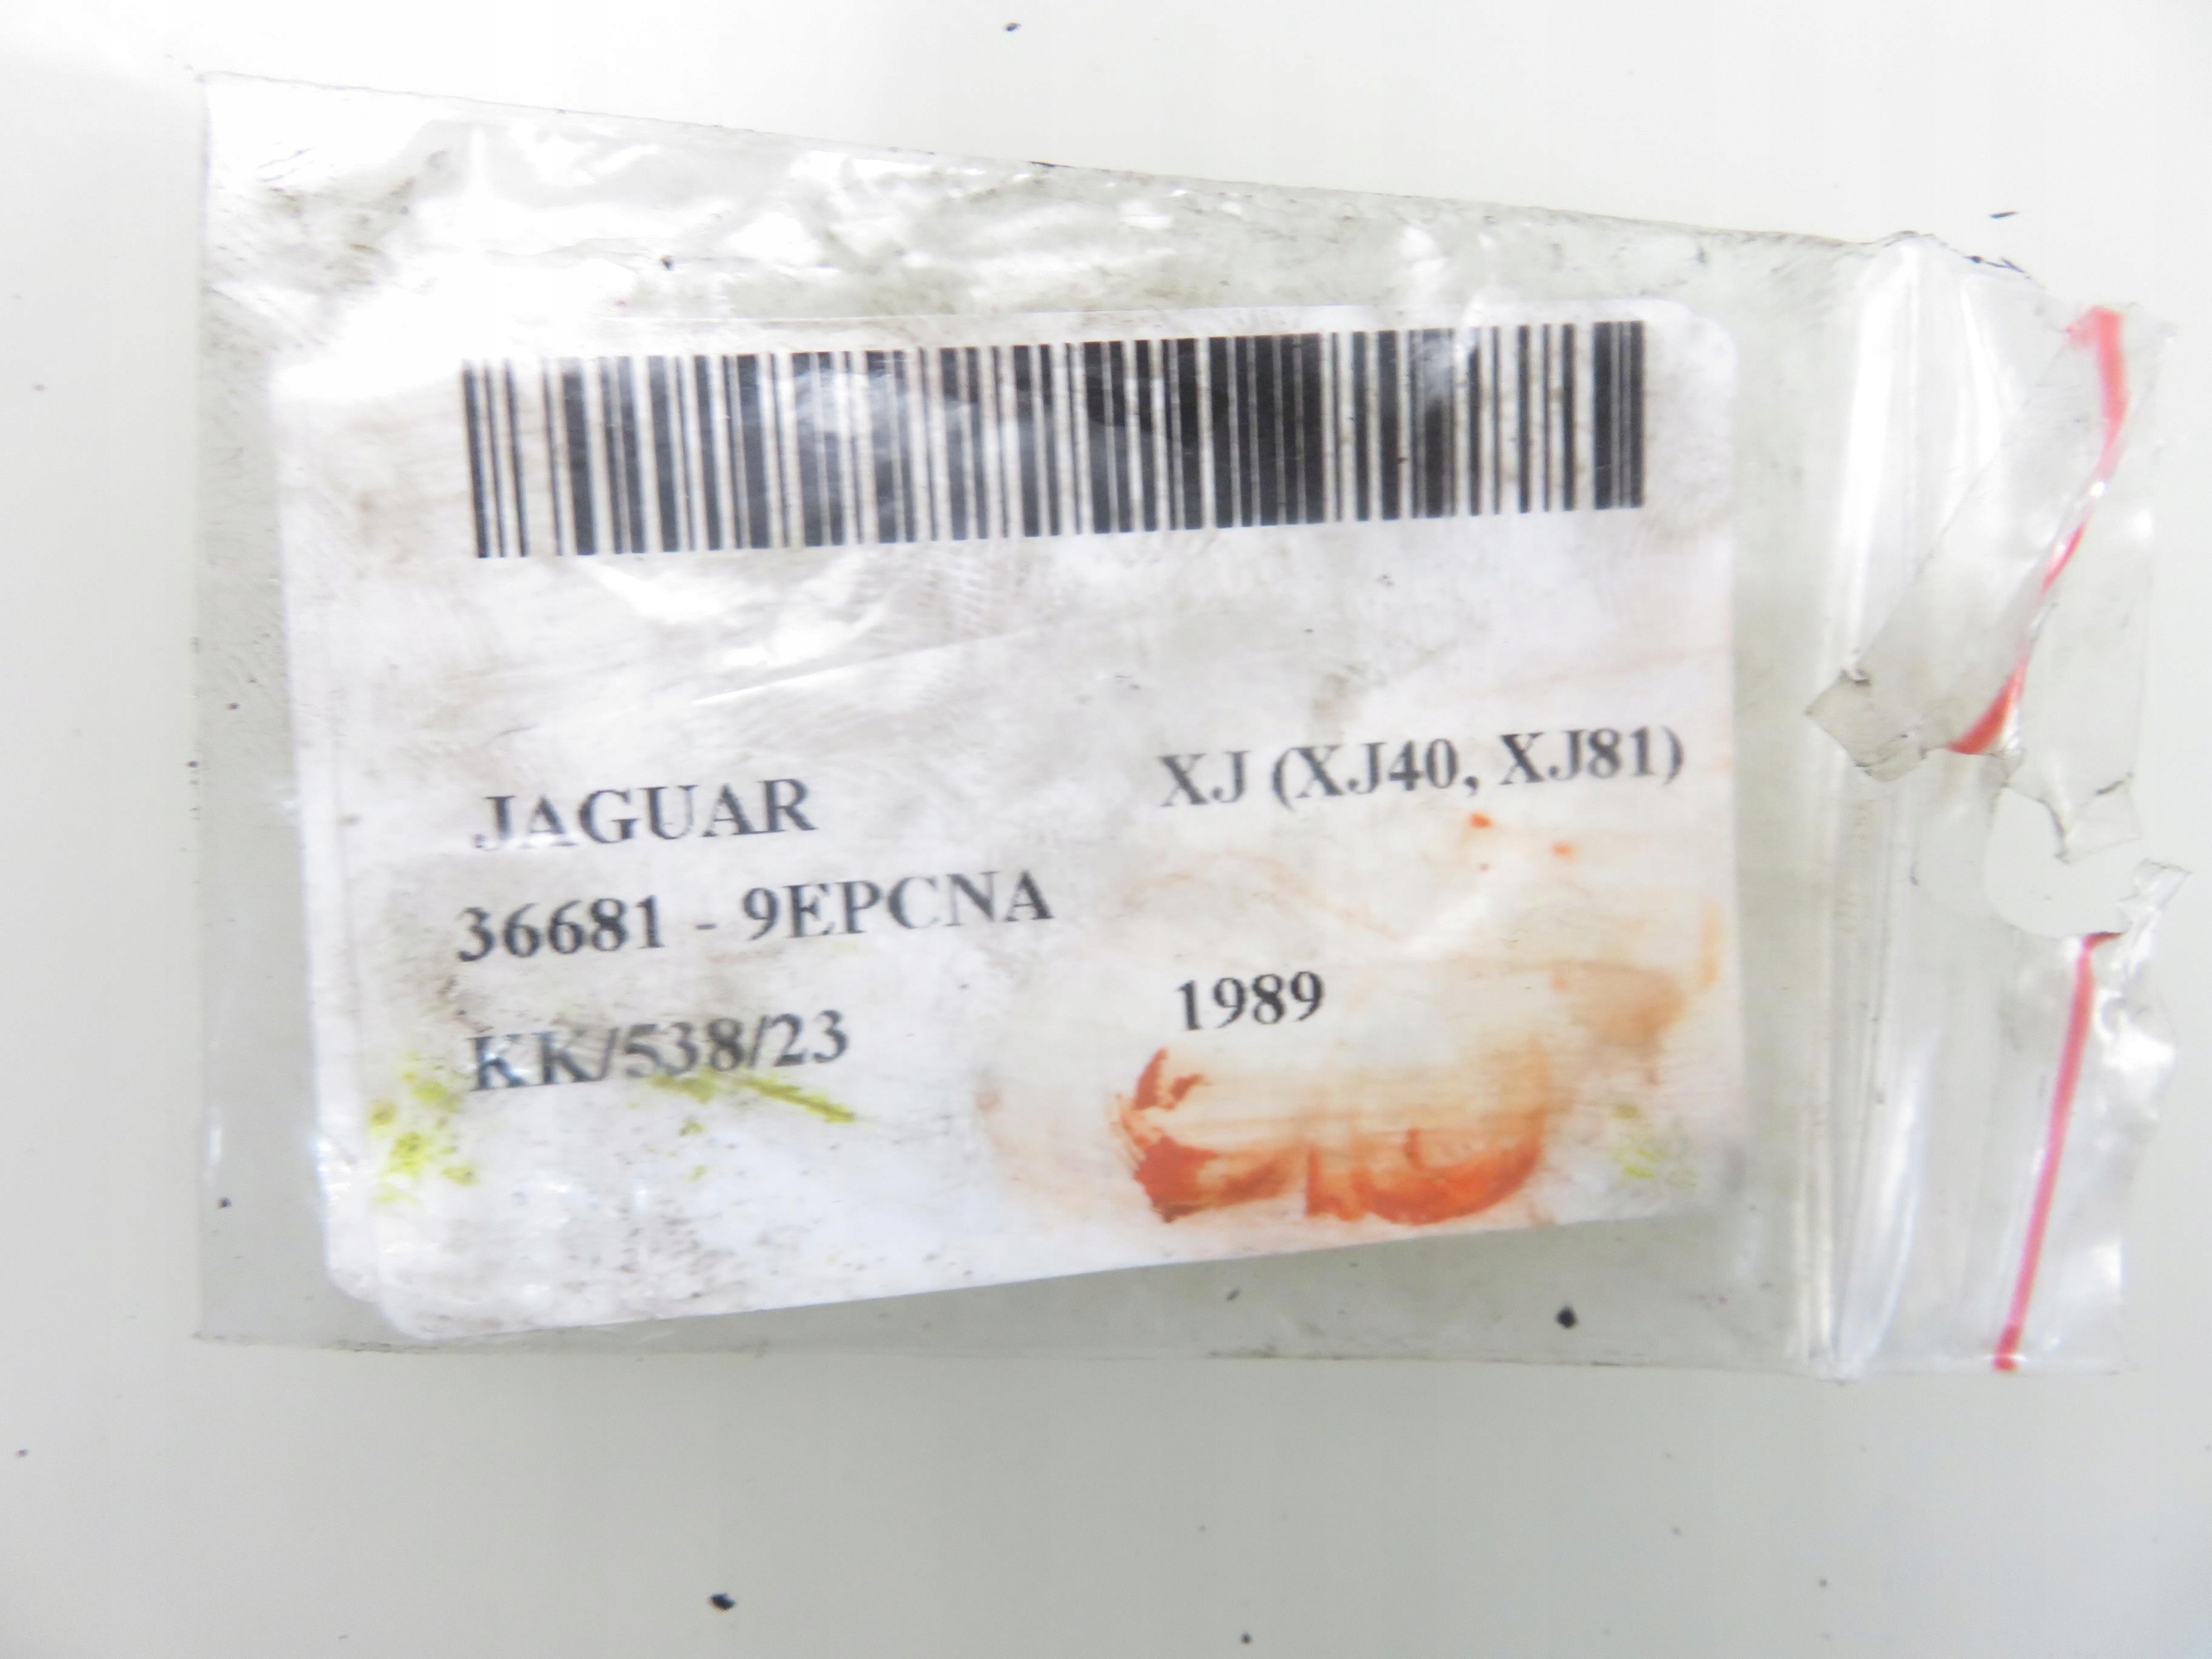 JAGUAR XJ (XJ40, XJ81)
36681 - 9EPCNA
KK/538/23 1989